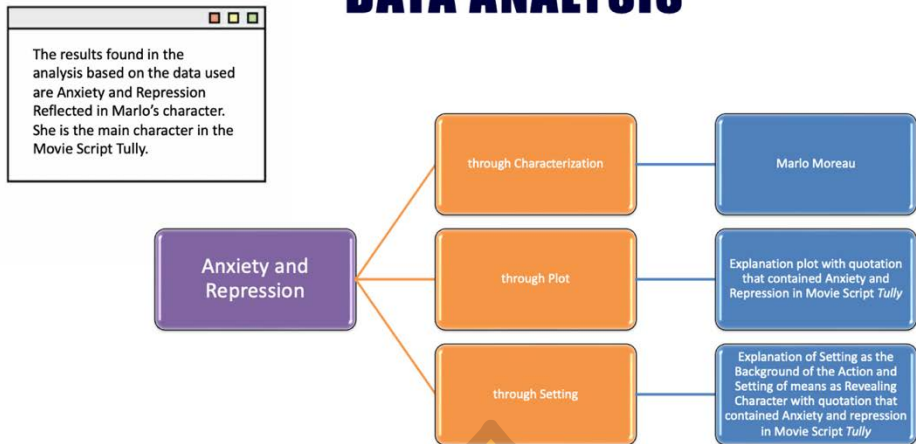 DATA ANALYSIS
The results found in the
analysis based on the data used
are Anxiety and Repression
Reflected in Marlo's character.
She is the main character in the
Movie Script Tully.
Anxiety and
Repression
through Characterization
Marlo Moreau
through Plot
Explanation plot with quotation
that contained Anxiety and
Repression in Movie Script Tully
through Setting
Explanation of Setting as the
Background of the Action and
Setting of means as Revealing
Character with quotation that
contained Anxiety and repression
in Movie Script Tully